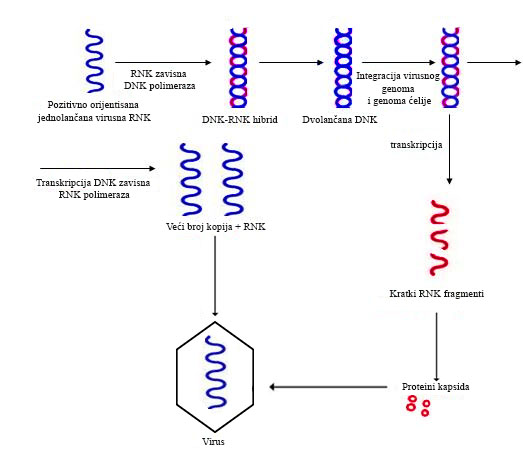 Pozitivno orijentisana
jednolančana virusna RNK
RNK zavisna
DNK polimeraza
DNK-RNK hibrid
Dvolančana DNK
Integracija virusnog
genoma
i genoma ćelije
transkripcija
Transkripcija DNK zavisna
RNK polimeraza
Veći broj kopija + RNK
Kratki RNK fragmenti
Proteini kapsida
Virus